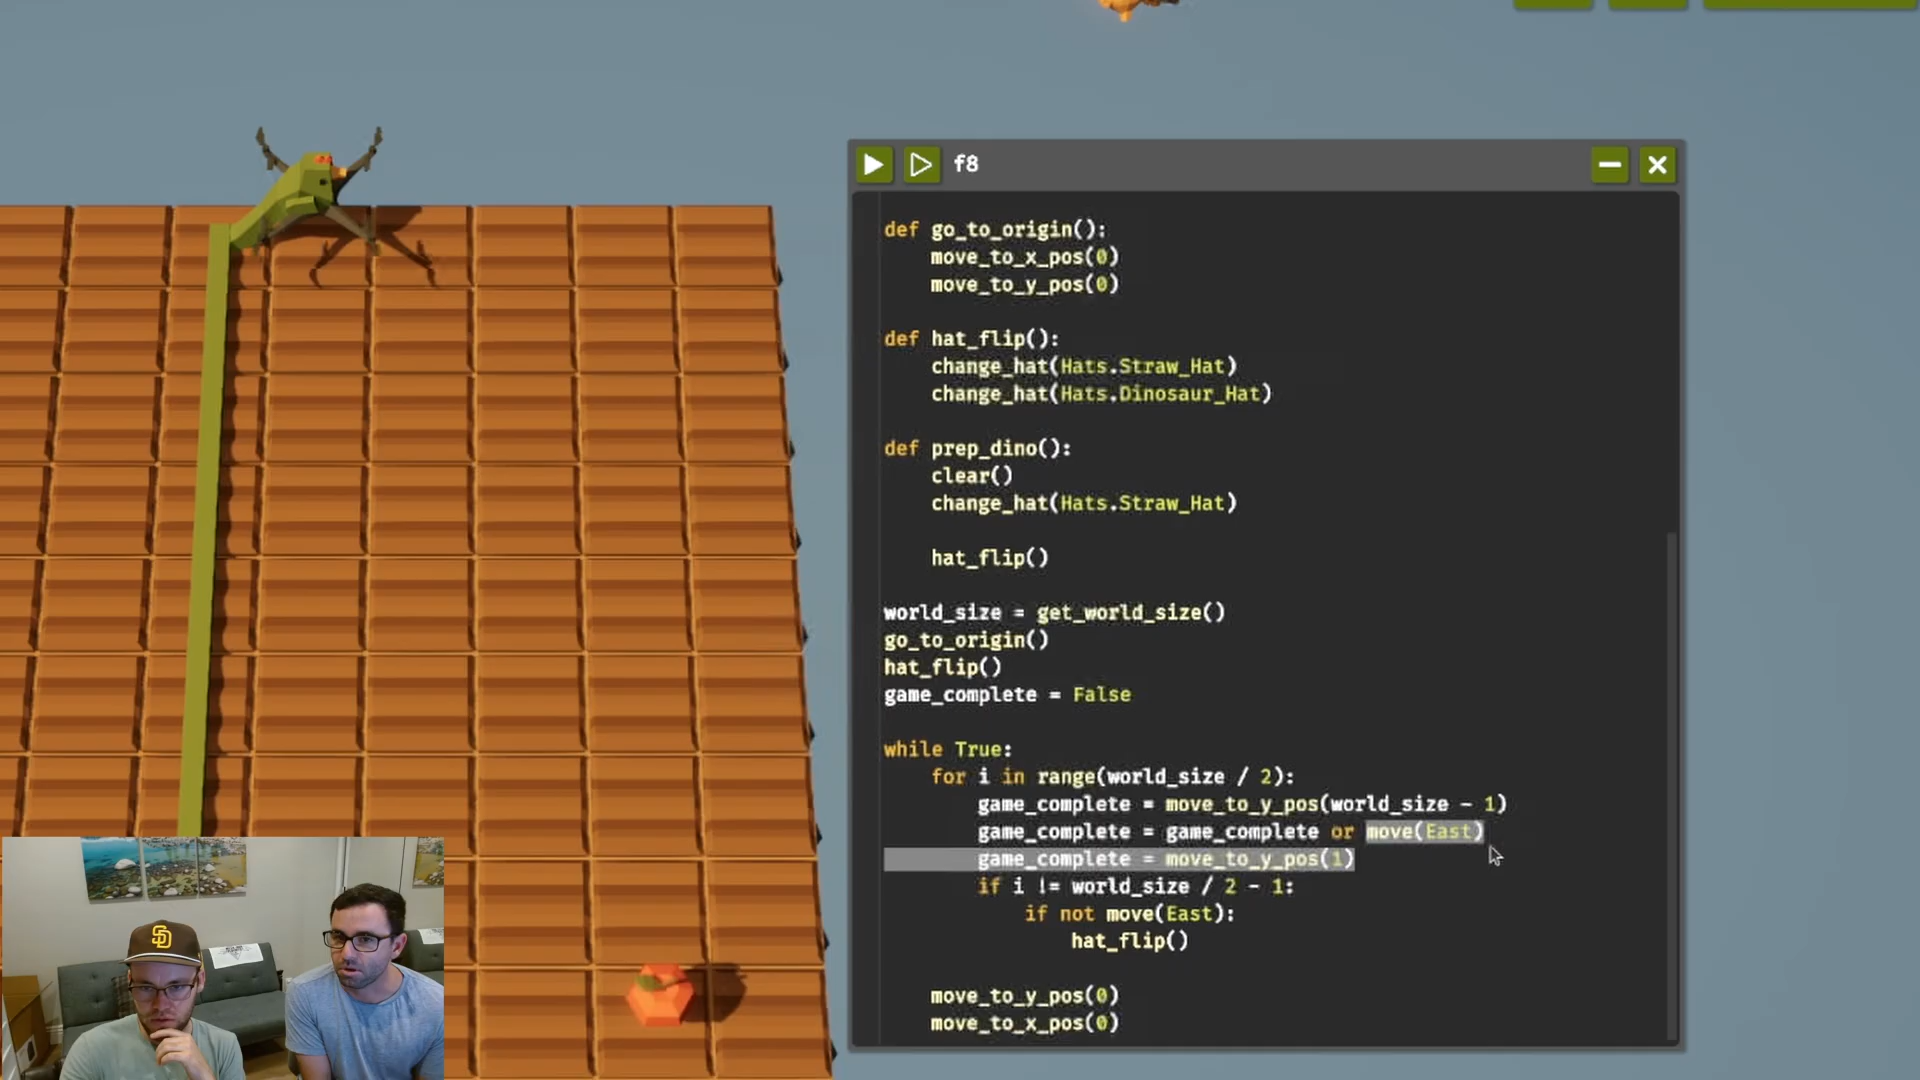 f8
def go_to_origin():
move_to_x_pos(0)
move_to_y_pos(0)
def hat_flip():
change_hat(Hats.Straw_Hat)
change_hat(Hats.Dinosaur_Hat)
def prep_dino():
clear()
change_hat(Hats.Straw_Hat)
hat_flip()
world_size = get_world_size()
go_to_origin()
hat_flip()
game_complete = False
while True:
for i in range(world_size / 2):
game_complete = move_to_y_pos(world_size - 1)
game_complete = game_complete or move(East)
game_complete = move_to_y_pos(1)
if i != world_size / 2 - 1:
if not move(East):
hat_flip()
move_to_y_pos(0)
move_to_x_pos(0)
SD